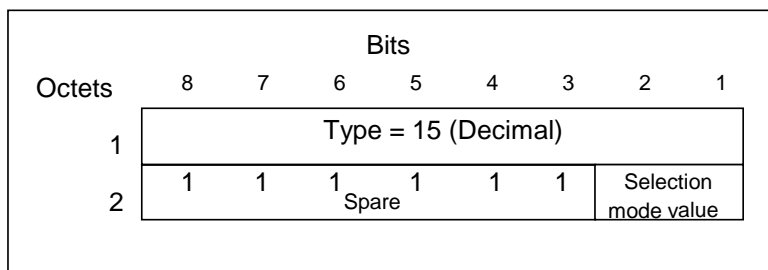 Bits
Octets 8 7 6 5 4 3 2 1
1 Type = 15 (Decimal)
2 1 1 1 1 1 1 Selection
Spare mode value